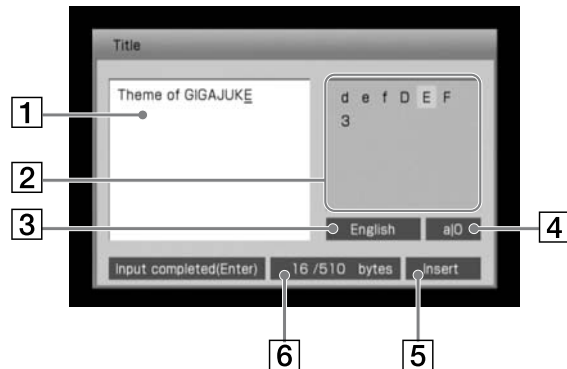 Title
Theme of GIGAJUKE
d e f D E F
3
1
2
3
English
a|0
4
Input completed(Enter)
16 /510 bytes
Insert
6
5